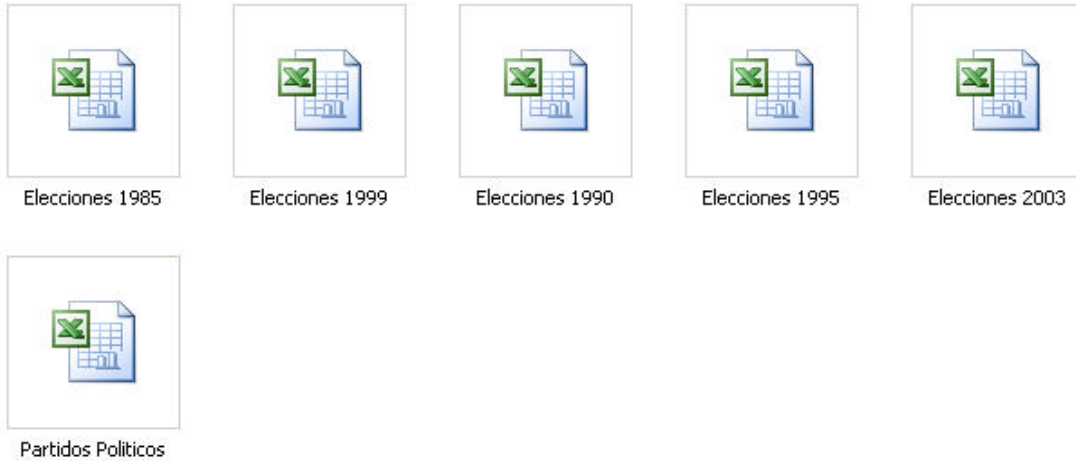 Elecciones 1985
Elecciones 1999
Elecciones 1990
Elecciones 1995
Elecciones 2003
Partidos Politicos